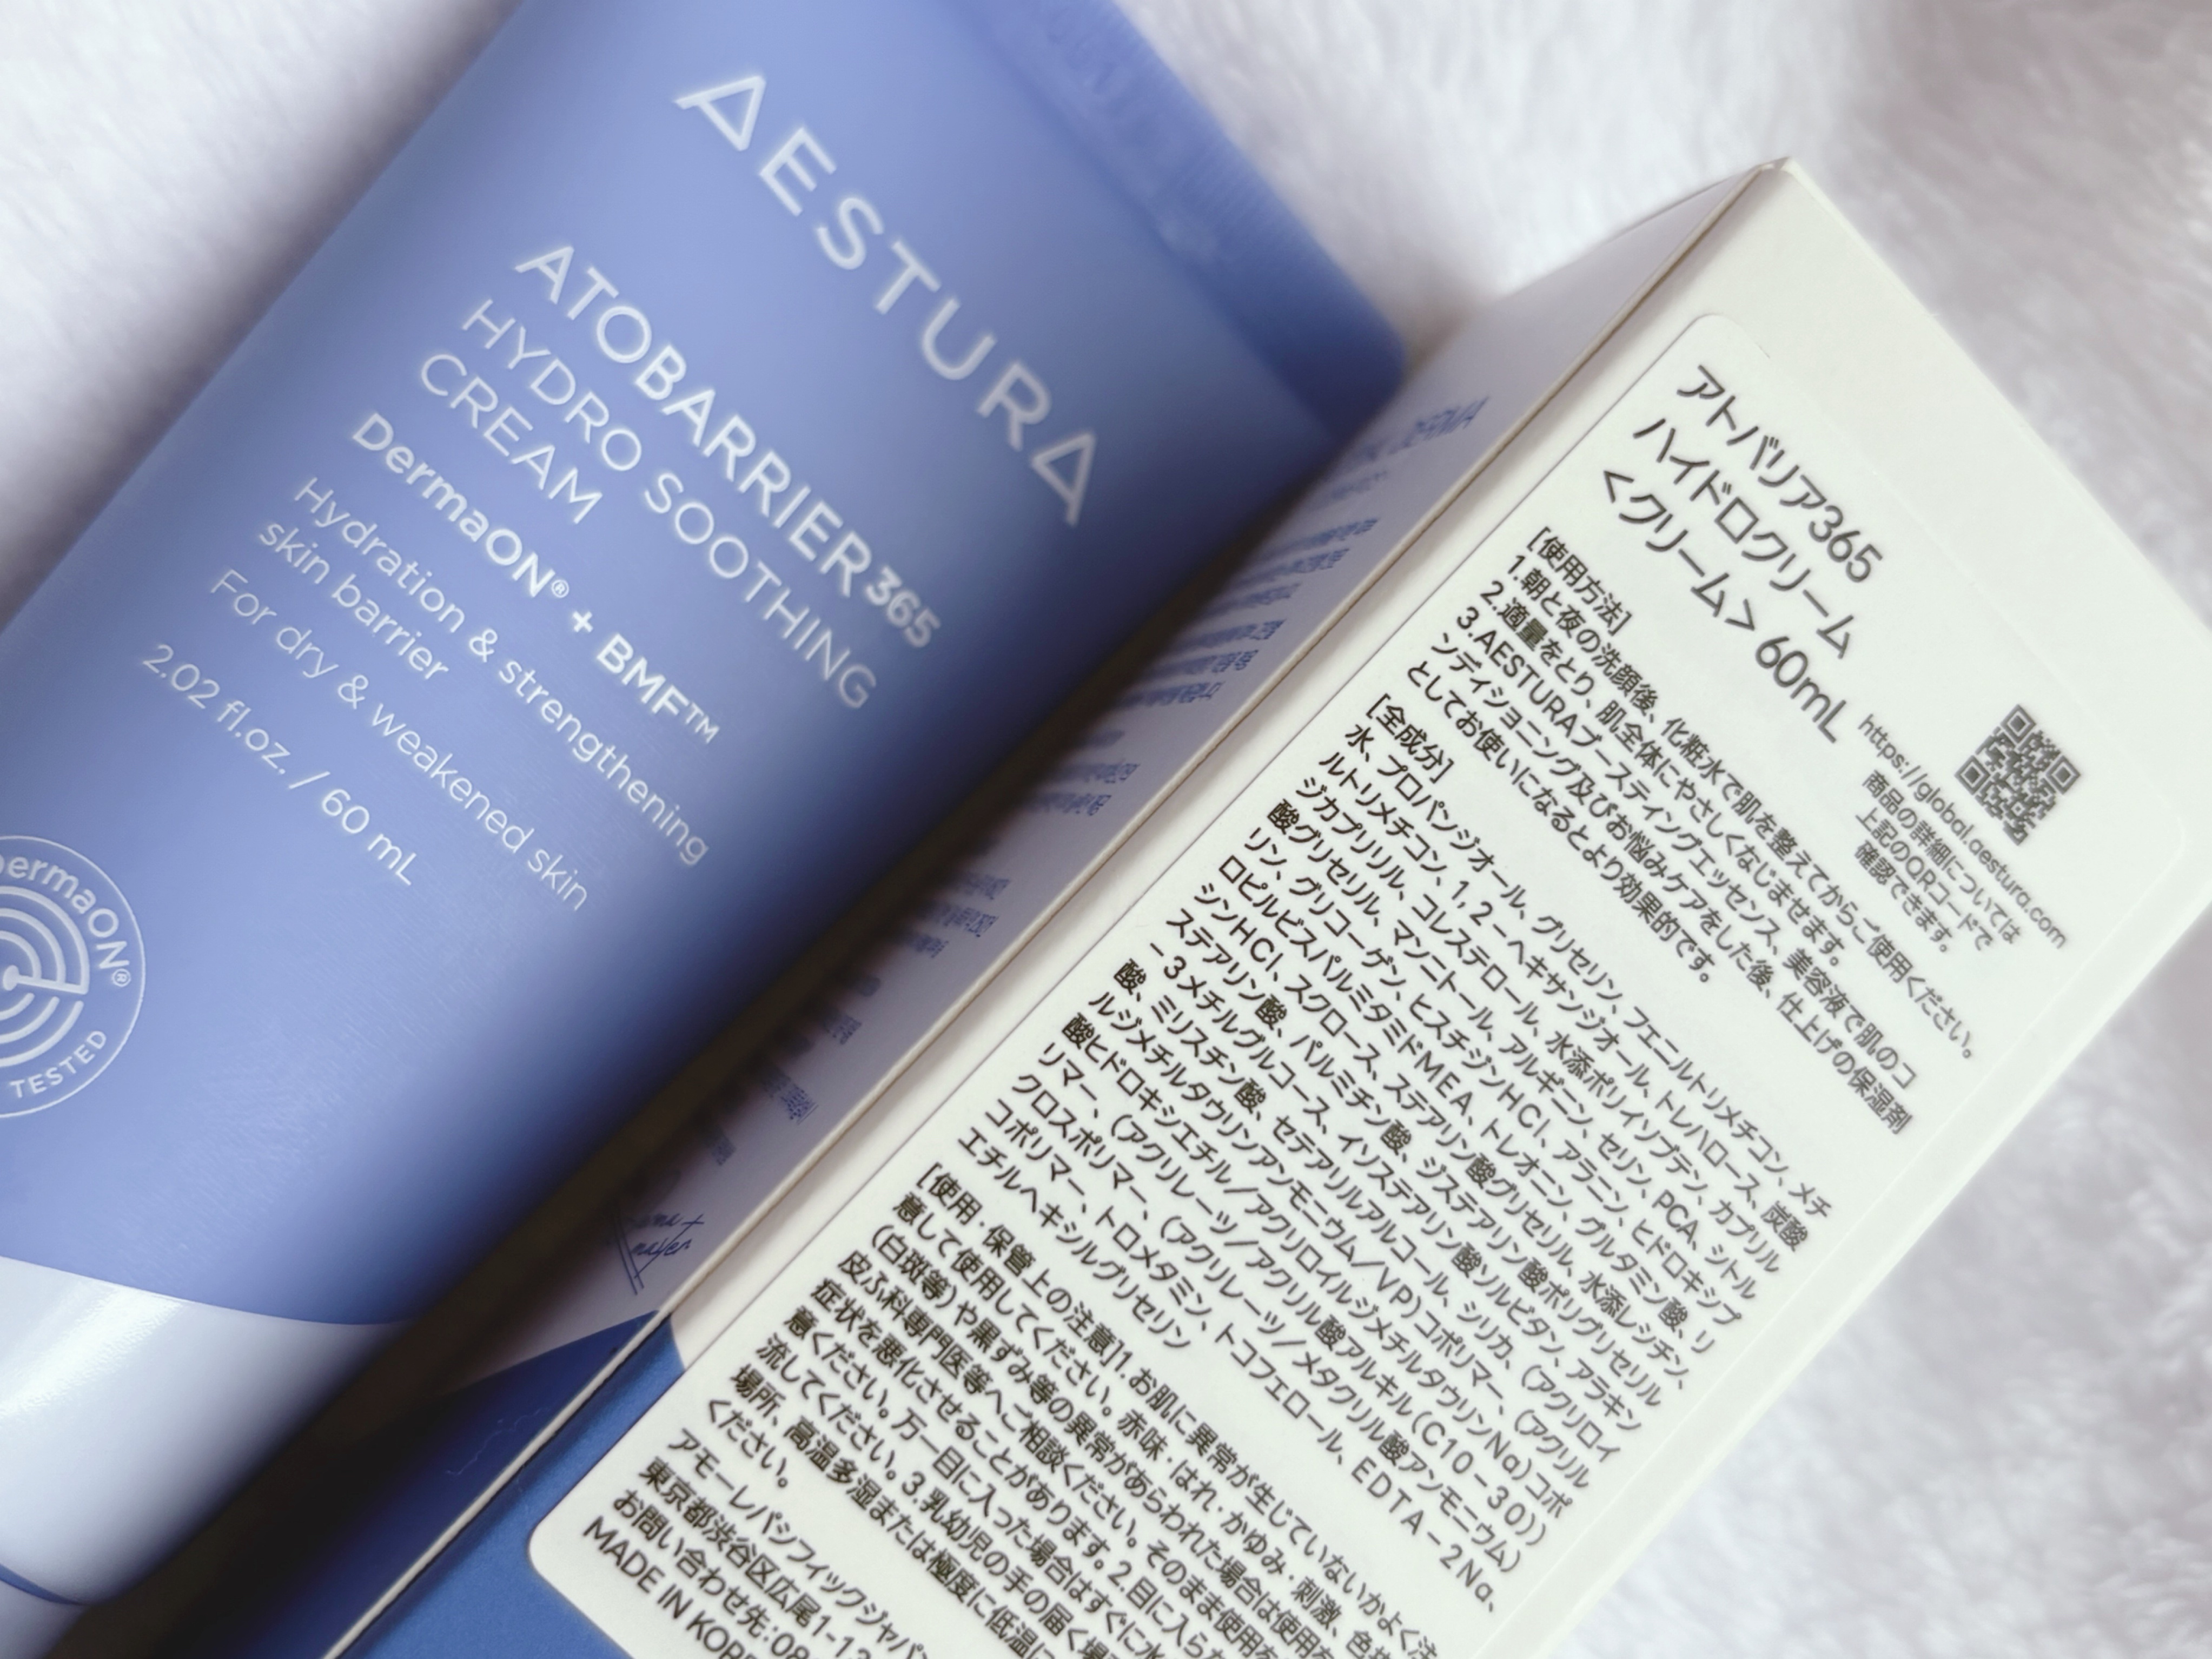 AESTURA
ATOBARRIER365
HYDRO SOOTHING
CREAM
DermaON® + BMF™
Hydration & strengthening
skin barrier
For dry & weakened skin
2.02 fl.oz. / 60 mL
DermaON®
TESTED
アトバリア365
ハイドロクリーム
<クリーム> 60mL
https://global.aestura.com
商品の詳細については
上記のQRコードで
確認できます。
[使用方法]
1.朝と夜の洗顔後、化粧水で肌を整えてからご使用ください。
2.適量をとり、肌全体にやさしくなじませます。
3.AESTURAブースティングエッセンス、美容液で肌のコ
ンディショニング及びお悩みケアをした後、仕上げの保湿剤
としてお使いになるとより効果的です。
[全成分]
水、プロパンジオール、グリセリン、フェニルトリメチコン、メチ
ルトリメチコン、1,2-ヘキサンジオール、トレハロース、炭酸
ジカプリリル、コレステロール、水添ポリイソブテン、カプリル
酸グリセリル、マンニトール、アルギニン、セリン、PCA、シトル
リン、グリコーゲン、ヒスチジンHCl、アラニン、ヒドロキシプ
ロピルビスパルミタミドMEA、トレオニン、グルタミン酸、リ
シンHCl、スクロース、ステアリン酸グリセリル、水添レシチン、
ステアリン酸、パルミチン酸、ジステアリン酸ポリグリセリル
-3メチルグルコース、イソステアリン酸ソルビタン、アラキン
酸、ミリスチン酸、セテアリルアルコール、シリカ、(アクリロイ
ルジメチルタウリンアンモニウム/VP)コポリマー、(アクリル
酸ヒドロキシエチル/アクリロイルジメチルタウリンNa)コポ
リマー、(アクリレーツ/アクリル酸アルキル(C10-30))
クロスポリマー、(アクリレーツ/メタクリル酸アンモニウム)
コポリマー、トロメタミン、トコフェロール、EDTA-2Na、
エチルヘキシルグリセリン
[使用・保管上の注意]1.お肌に異常が生じていないかよく注
意して使用してください。赤味・はれ・かゆみ・刺激、色抜
(白斑等)や黒ずみ等の異常があらわれた場合は使用を
皮ふ科専門医等へご相談ください。そのまま使用を
症状を悪化させることがあります。2.目に入らな
意ください。万一目に入った場合はすぐに水
流してください。3.乳幼児の手の届く場
場所、高温多湿または極度に低温に
ください。
アモーレパシフィックジャパン
東京都渋谷区広尾1-1
お問い合わせ先:08
MADE IN KORE